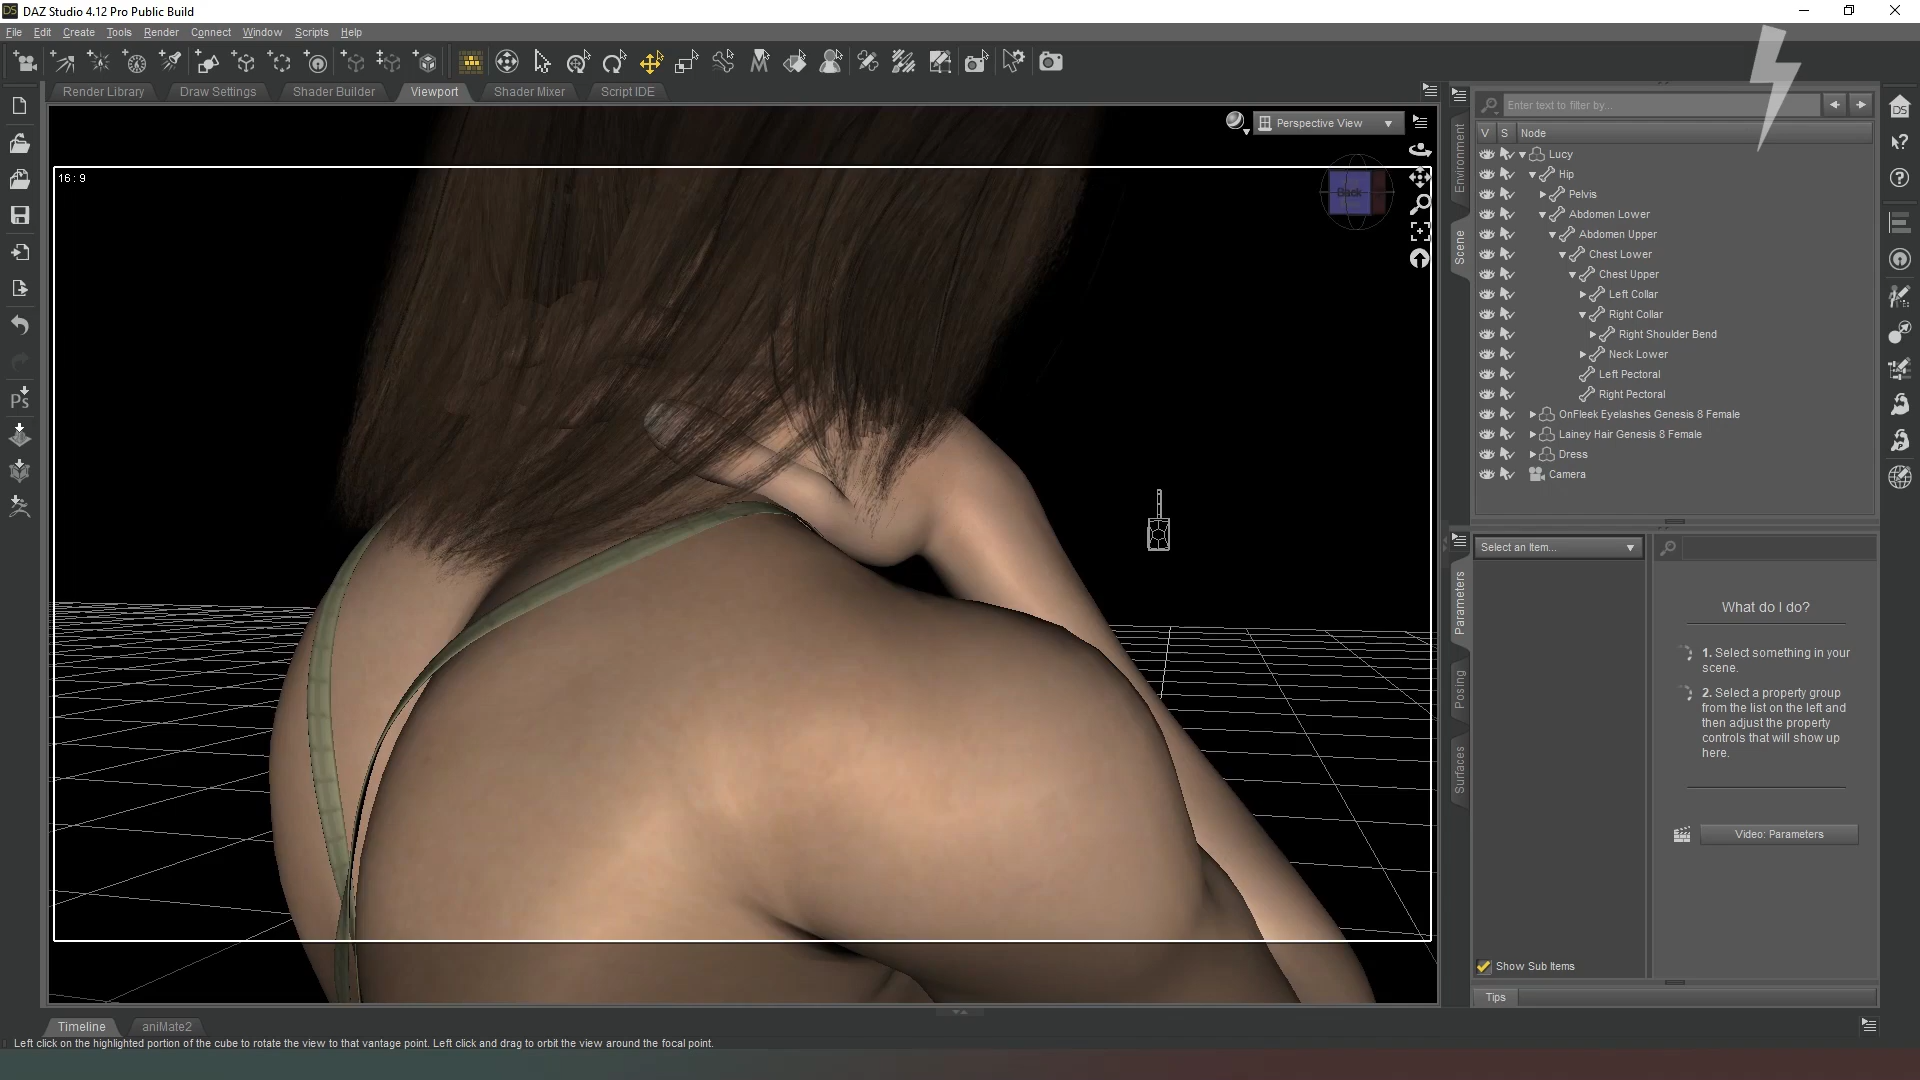 DAZ Studio 4.12 Pro Public Build
File Edit Create Tools Render Connect Window Scripts Help
Render Library Draw Settings Shader Builder Viewport Shader Mixer Script IDE
Perspective View
16 : 9
Back
Environment
Scene
Enter text to filter by...
V S Node
Lucy
Hip
Pelvis
Abdomen Lower
Abdomen Upper
Chest Lower
Chest Upper
Left Collar
Right Collar
Right Shoulder Bend
Neck Lower
Left Pectoral
Right Pectoral
OnFleek Eyelashes Genesis 8 Female
Lainey Hair Genesis 8 Female
Dress
Camera
Parameters
Posing
Surfaces
Select an Item...
What do I do?
1. Select something in your
scene.
2. Select a property group
from the list on the left and
then adjust the property
controls that will show up
here.
Video: Parameters
Show Sub Items
Tips
Timeline aniMate2
Left click on the highlighted portion of the cube to rotate the view to that vantage point. Left click and drag to orbit the view around the focal point.
DS
Ps
DS